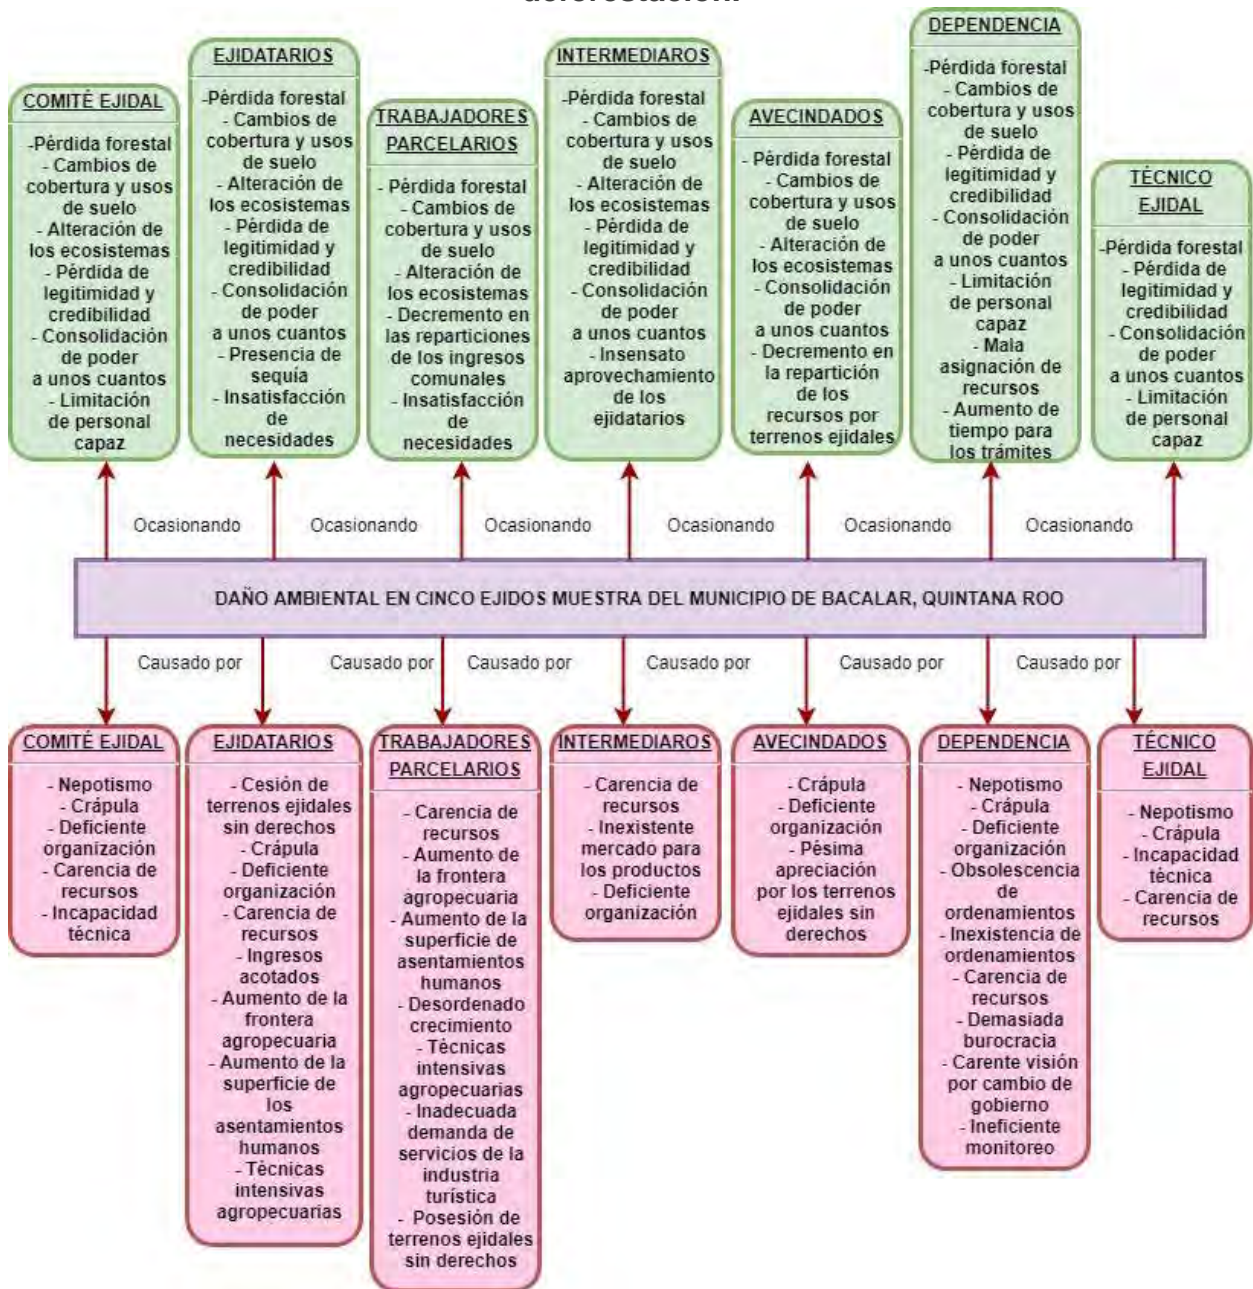 deforestación.
COMITÉ EJIDAL
-Pérdida forestal
- Cambios de
cobertura y usos
de suelo
- Alteración de
los ecosistemas
- Pérdida de
legitimidad y
credibilidad
- Consolidación
de poder
a unos cuantos
- Limitación
de personal
capaz
EJIDATARIOS
-Pérdida forestal
- Cambios de
cobertura y usos
de suelo
- Alteración de
los ecosistemas
- Pérdida de
legitimidad y
credibilidad
- Consolidación
de poder
a unos cuantos
- Presencia de
sequía
- Insatisfacción
de
necesidades
TRABAJADORES
PARCELARIOS
- Pérdida forestal
- Cambios de
cobertura y usos
de suelo
- Alteración de
los ecosistemas
- Decremento en
las reparticiones
de los ingresos
comunales
- Insatisfacción
de
necesidades
INTERMEDIAROS
-Pérdida forestal
- Cambios de
cobertura y usos
de suelo
- Alteración de
los ecosistemas
- Pérdida de
legitimidad y
credibilidad
- Consolidación
de poder
a unos cuantos
- Insensato
aprovechamiento
de los
ejidatarios
AVECINDADOS
- Pérdida forestal
- Cambios de
cobertura y usos
de suelo
- Alteración de
los ecosistemas
- Consolidación
de poder
a unos cuantos
- Decremento en
la repartición
de los
recursos por
terrenos ejidales
DEPENDENCIA
-Pérdida forestal
- Cambios de
cobertura y usos
de suelo
- Pérdida de
legitimidad y
credibilidad
- Consolidación
de poder
a unos cuantos
- Limitación
de personal
capaz
- Mala
asignación de
recursos
- Aumento de
tiempo para
los trámites
TÉCNICO
EJIDAL
-Pérdida forestal
- Pérdida de
legitimidad y
credibilidad
- Consolidación
de poder
a unos cuantos
- Limitación
de personal
capaz
Ocasionando
Ocasionando
Ocasionando
Ocasionando
Ocasionando
Ocasionando
DAÑO AMBIENTAL EN CINCO EJIDOS MUESTRA DEL MUNICIPIO DE BACALAR, QUINTANA ROO
Causado por
Causado por
Causado por
Causado por
Causado por
Causado por
COMITÉ EJIDAL
- Nepotismo
- Crápula
- Deficiente
organización
- Carencia de
recursos
- Incapacidad
técnica
EJIDATARIOS
- Cesión de
terrenos ejidales
sin derechos
- Crápula
- Deficiente
organización
- Carencia de
recursos
- Ingresos
acotados
- Aumento de la
frontera
agropecuaria
- Aumento de la
superficie de
los
asentamientos
humanos
- Técnicas
intensivas
agropecuarias
TRABAJADORES
PARCELARIOS
- Carencia de
recursos
- Aumento de
la frontera
agropecuaria
- Aumento de la
superficie de
asentamientos
humanos
- Desordenado
crecimiento
- Técnicas
intensivas
agropecuarias
- Inadecuada
demanda de
servicios de la
industria
turística
- Posesión de
terrenos ejidales
sin derechos
INTERMEDIAROS
- Carencia de
recursos
- Inexistente
mercado para
los productos
- Deficiente
organización
AVECINDADOS
- Crápula
- Deficiente
organización
- Pésima
apreciación
por los terrenos
ejidales sin
derechos
DEPENDENCIA
- Nepotismo
- Crápula
- Deficiente
organización
- Obsolescencia
de
ordenamientos
- Inexistencia de
ordenamientos
- Carencia de
recursos
- Demasiada
burocracia
- Carente visión
por cambio de
gobierno
- Ineficiente
monitoreo
TÉCNICO
EJIDAL
- Nepotismo
- Crápula
- Incapacidad
técnica
- Carencia de
recursos